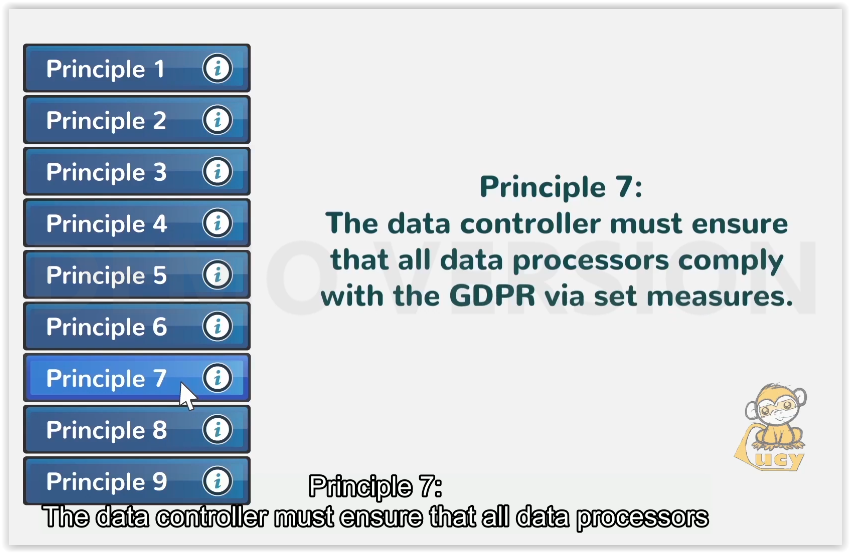 Principle 1
Principle 2
Principle 3
Principle 4
Principle 5
Principle 6
Principle 7
Principle 8
Principle 9
Principle 7:
The data controller must ensure
that all data processors comply
with the GDPR via set measures.
O VERSION
Lucy
Principle 7:
The data controller must ensure that all data processors